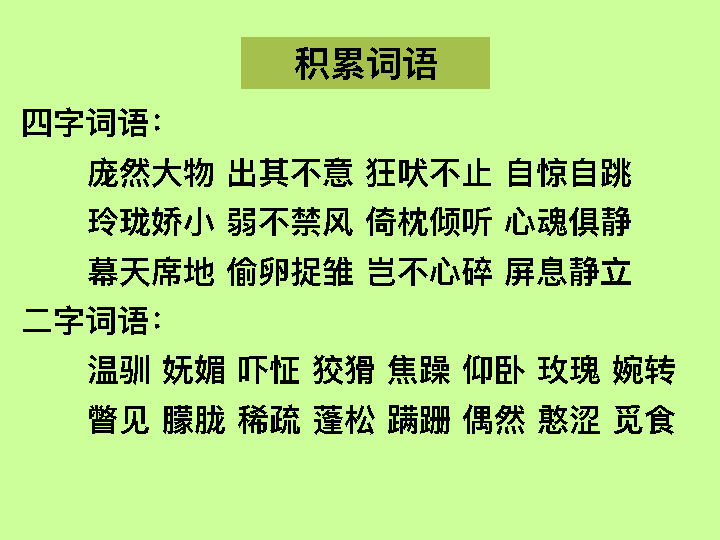 积累词语
四字词语：
庞然大物 出其不意 狂吠不止 自惊自跳
玲珑娇小 弱不禁风 倚枕倾听 心魂俱静
幕天席地 偷卵捉雏 岂不心碎 屏息静立
二字词语：
温驯 妩媚 吓怔 狡猾 焦躁 仰卧 玫瑰 婉转
瞥见 朦胧 稀疏 蓬松 蹒跚 偶然 憨涩 觅食